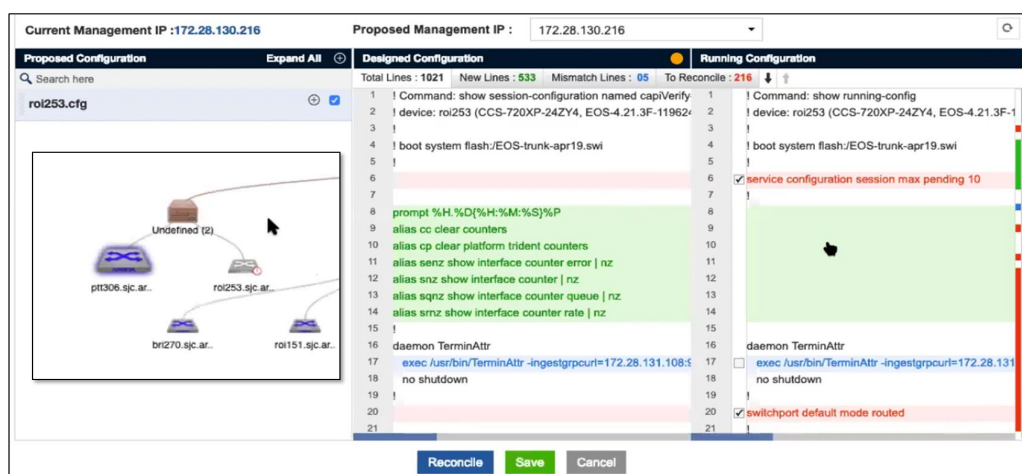 Current Management IP :172.28.130.216
Proposed Management IP : 172.28.130.216
Proposed Configuration Expand All
Search here
roi253.cfg
Undefined (2)
ptt306.sjc.ar..
roi253.sjc.ar..
bri270.sjc.ar..
roi151.sjc.ar..
Designed Configuration
Total Lines : 1021 New Lines : 533 Mismatch Lines : 05 To Reconcile : 216
1 ! Command: show session-configuration named capiVerify-
2 ! device: roi253 (CCS-720XP-24ZY4, EOS-4.21.3F-119624
3 !
4 ! boot system flash:/EOS-trunk-apr19.swi
5 !
6
7
8 prompt %H.%D{%H:%M:%S}%P
9 alias cc clear counters
10 alias cp clear platform trident counters
11 alias senz show interface counter error | nz
12 alias snz show interface counter | nz
13 alias sqnz show interface counter queue | nz
14 alias srnz show interface counter rate | nz
15 !
16 daemon TerminAttr
17 exec /usr/bin/TerminAttr -ingestgrpcurl=172.28.131.108:9
18 no shutdown
19 !
20
21
Running Configuration
1 ! Command: show running-config
2 ! device: roi253 (CCS-720XP-24ZY4, EOS-4.21.3F-1
3 !
4 ! boot system flash:/EOS-trunk-apr19.swi
5 !
6 service configuration session max pending 10
7 !
8
9
10
11
12
13
14
15
16 daemon TerminAttr
17 exec /usr/bin/TerminAttr -ingestgrpcurl=172.28.131
18 no shutdown
19 !
20 switchport default mode routed
21 !
Reconcile Save Cancel